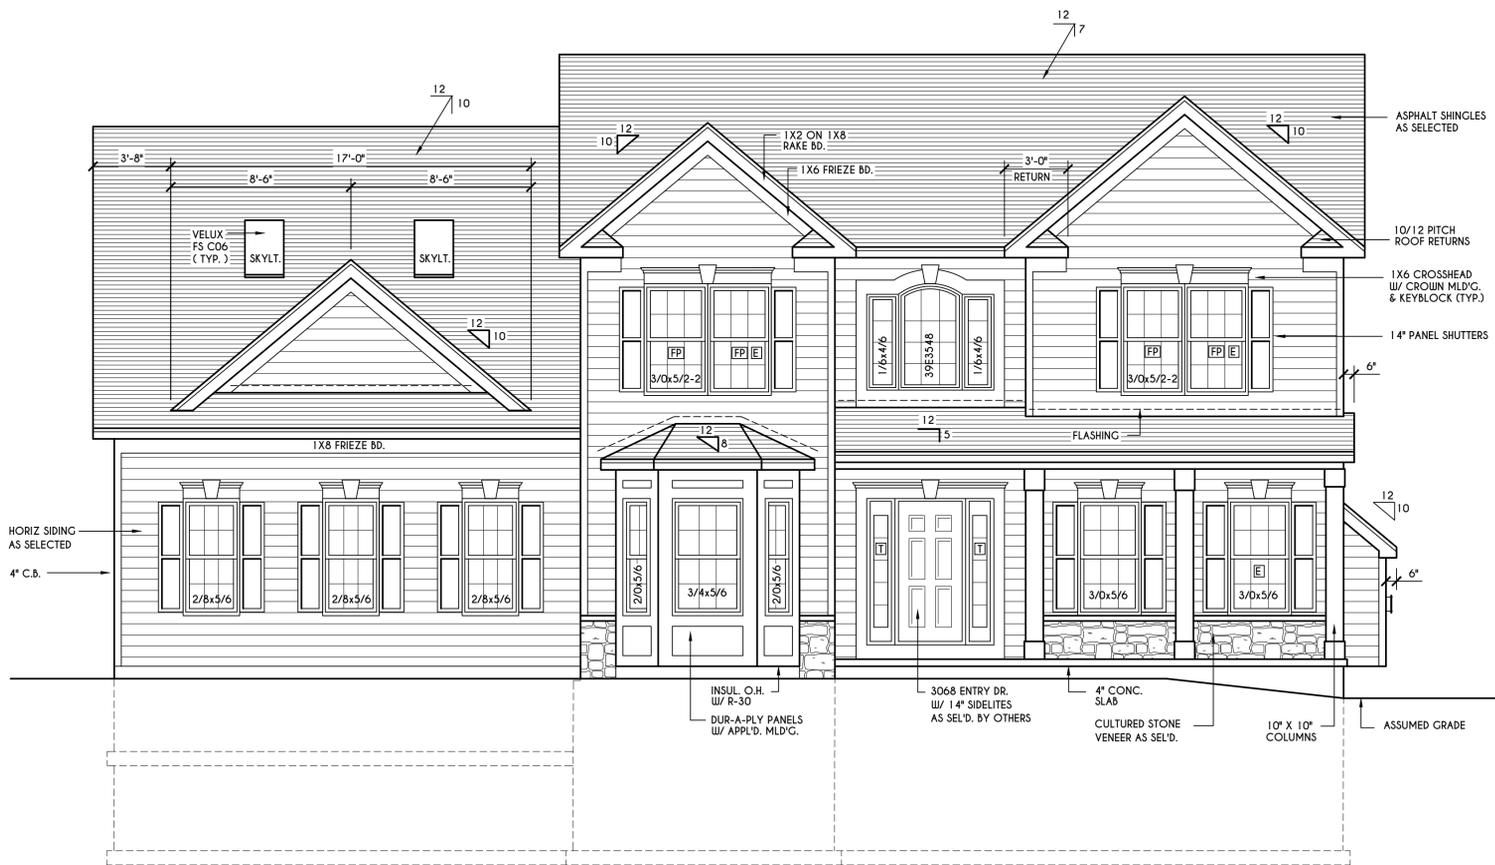 12
7
12
10
ASPHALT SHINGLES
AS SELECTED
12
10
12
10
1X2 ON 1X8
RAKE BD.
3'-8"
17'-0"
3'-0"
RETURN
1X6 FRIEZE BD.
8'-6"
8'-6"
VELUX
FS C06
( TYP. )
SKYLT.
SKYLT.
10/12 PITCH
ROOF RETURNS
1X6 CROSSHEAD
W/ CROWN MLD'G.
& KEYBLOCK (TYP.)
12
10
14" PANEL SHUTTERS
FP
FP E
1/6x4/6
39E3548
1/6x4/6
FP
FP E
3/0x5/2-2
3/0x5/2-2
6"
12
5
FLASHING
12
8
1X8 FRIEZE BD.
12
10
HORIZ SIDING
AS SELECTED
T
T
4" C.B.
E
6"
2/8x5/6
2/8x5/6
2/8x5/6
2/0x5/6
3/4x5/6
2/0x5/6
3/0x5/6
3/0x5/6
INSUL. O.H.
W/ R-30
DUR-A-PLY PANELS
W/ APPL'D. MLD'G.
3068 ENTRY DR.
W/ 14" SIDELITES
AS SEL'D. BY OTHERS
4" CONC.
SLAB
CULTURED STONE
VENEER AS SEL'D.
10" X 10"
COLUMNS
ASSUMED GRADE